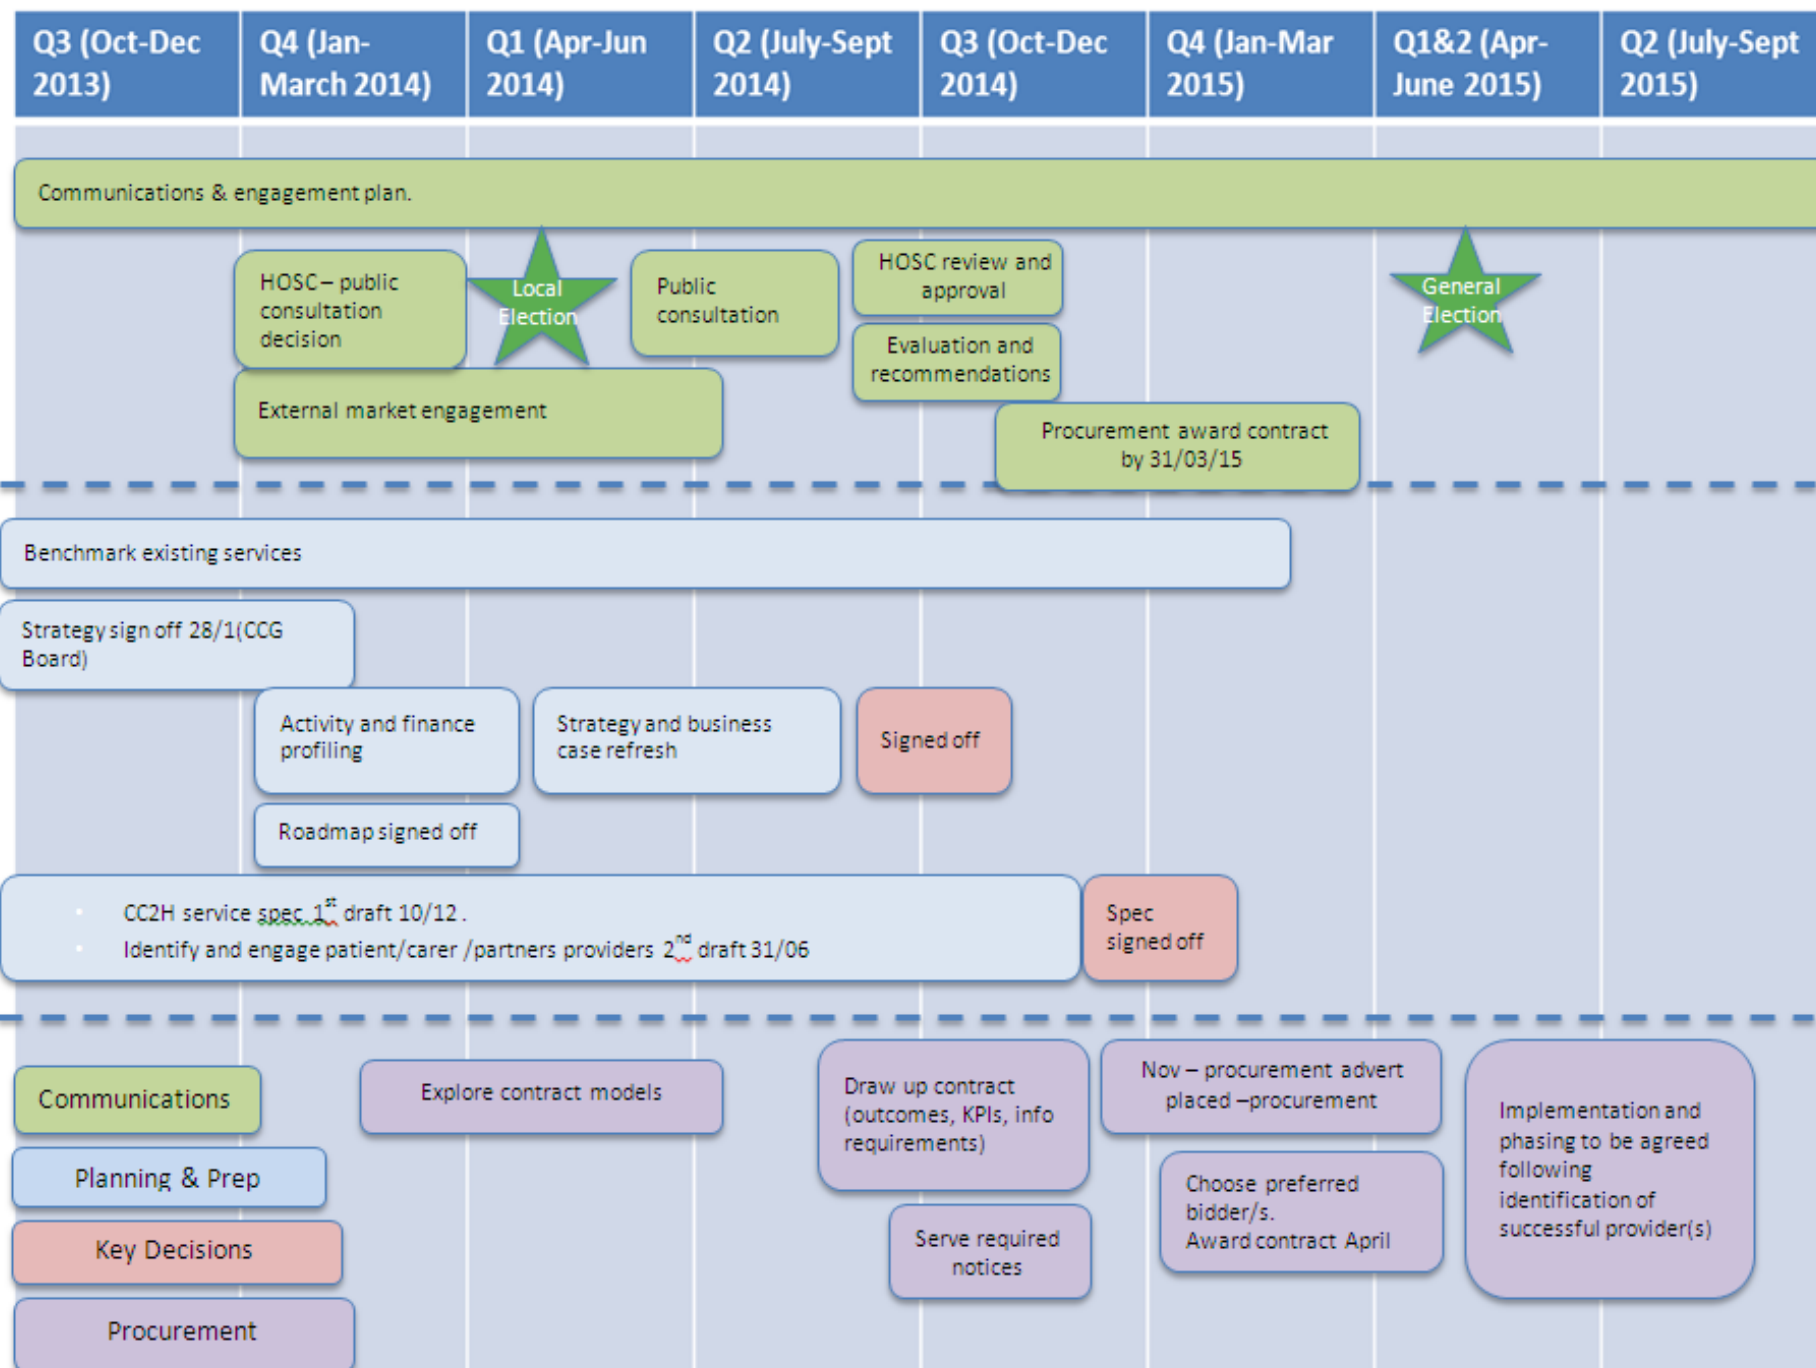 Q3 (Oct-Dec
2013)
Q4 (Jan-
March 2014)
Q1 (Apr-Jun
2014)
Q2 (July-Sept
2014)
Q3 (Oct-Dec
2014)
Q4 (Jan-Mar
2015)
Q1&2 (Apr-
June 2015)
Q2 (July-Sept
2015)
Communications & engagement plan.
HOSC – public
consultation
decision
Local
Election
Public
consultation
HOSC review and
approval
Evaluation and
recommendations
General
Election
External market engagement
Procurement award contract
by 31/03/15
Benchmark existing services
Strategy sign off 28/1(CCG
Board)
Activity and finance
profiling
Strategy and business
case refresh
Signed off
Roadmap signed off
• CC2H service spec 1st draft 10/12 .
• Identify and engage patient/carer /partners providers 2nd draft 31/06
Spec
signed off
Communications
Planning & Prep
Key Decisions
Procurement
Explore contract models
Draw up contract
(outcomes, KPIs, info
requirements)
Serve required
notices
Nov – procurement advert
placed –procurement
Choose preferred
bidder/s.
Award contract April
Implementation and
phasing to be agreed
following
identification of
successful provider(s)